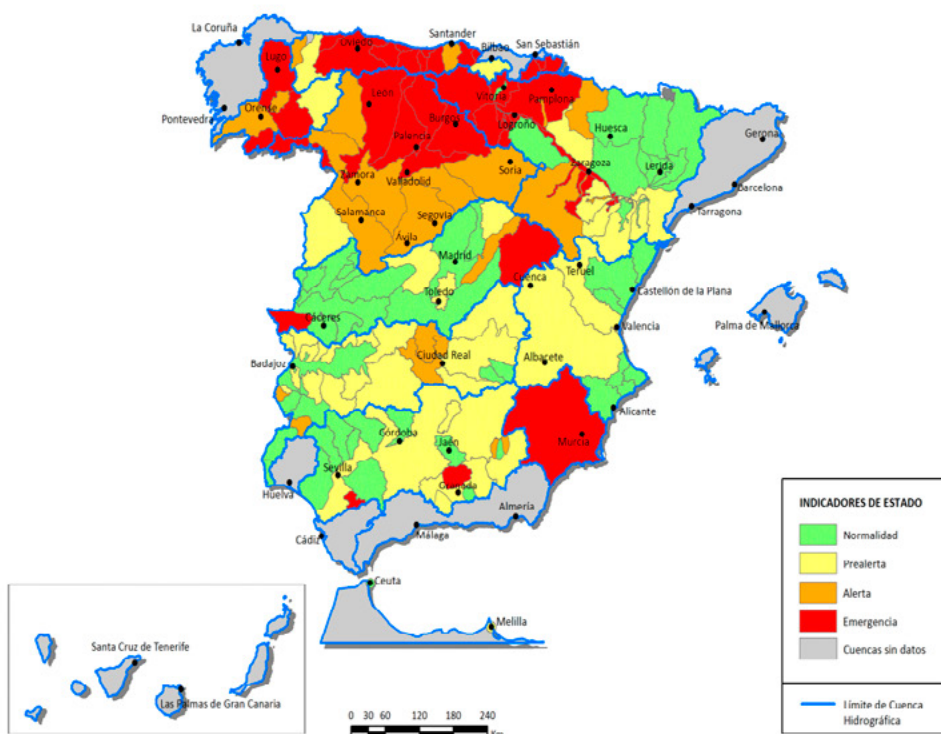 La Coruña
Lugo
Oviedo
Santander
Bilbao
San Sebastián
Pontevedra
Orense
León
Burgos
Palencia
Vitoria
Pamplona
Logroño
Huesca
Gerona
Zamora
Valladolid
Soria
Zaragoza
Lerida
Barcelona
Tarragona
Salamanca
Segovia
Ávila
Madrid
Cuenca
Teruel
Castellón de la Plana
Toledo
Cáceres
Valencia
Palma de Mallorca
Badajoz
Ciudad Real
Albacete
Alicante
Córdoba
Jaén
Murcia
Huelva
Sevilla
Granada
Almería
Cádiz
Málaga
Ceuta
Melilla
Santa Cruz de Tenerife
Las Palmas de Gran Canaria
0 30 60 120 180 240
Km
INDICADORES DE ESTADO
Normalidad
Prealerta
Alerta
Emergencia
Cuencas sin datos
Límite de Cuenca
Hidrográfica